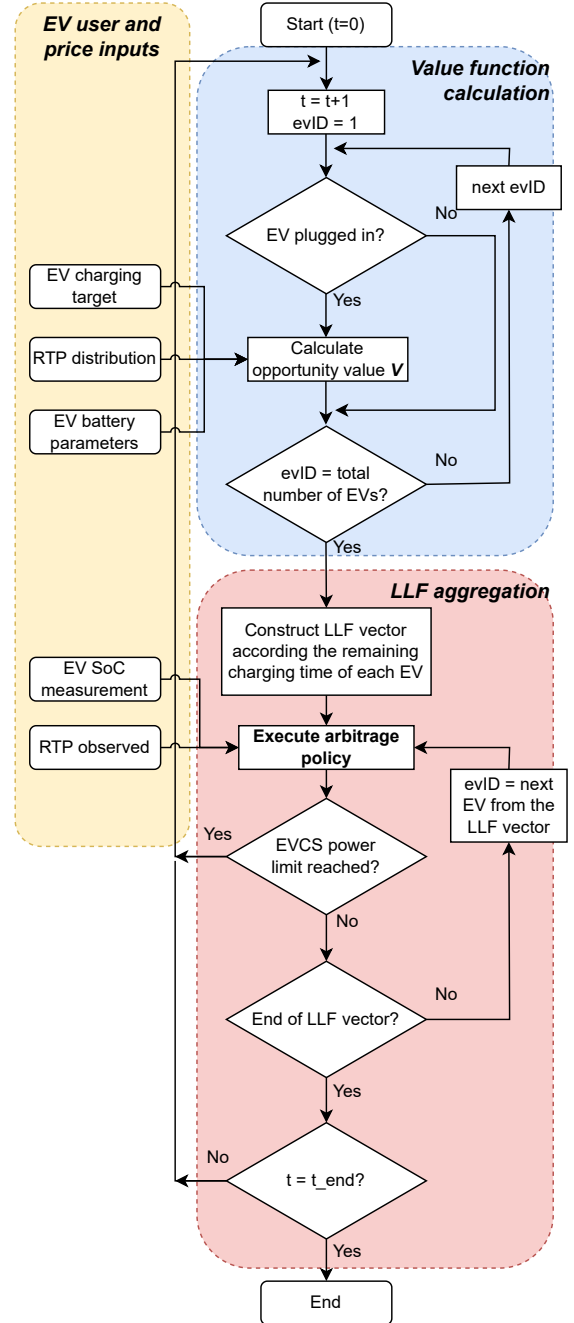 EV user and
price inputs
Start (t=0)
Value function
calculation
t = t+1
evID = 1
next evID
EV plugged in?
No
Yes
EV charging
target
RTP distribution
EV battery
parameters
Calculate
opportunity value V
evID = total
number of EVs?
No
Yes
LLF aggregation
Construct LLF vector
according the remaining
charging time of each EV
EV SoC
measurement
RTP observed
Execute arbitrage
policy
evID = next
EV from the
LLF vector
EVCS power
limit reached?
Yes
No
End of LLF vector?
No
Yes
t = t_end?
No
Yes
End